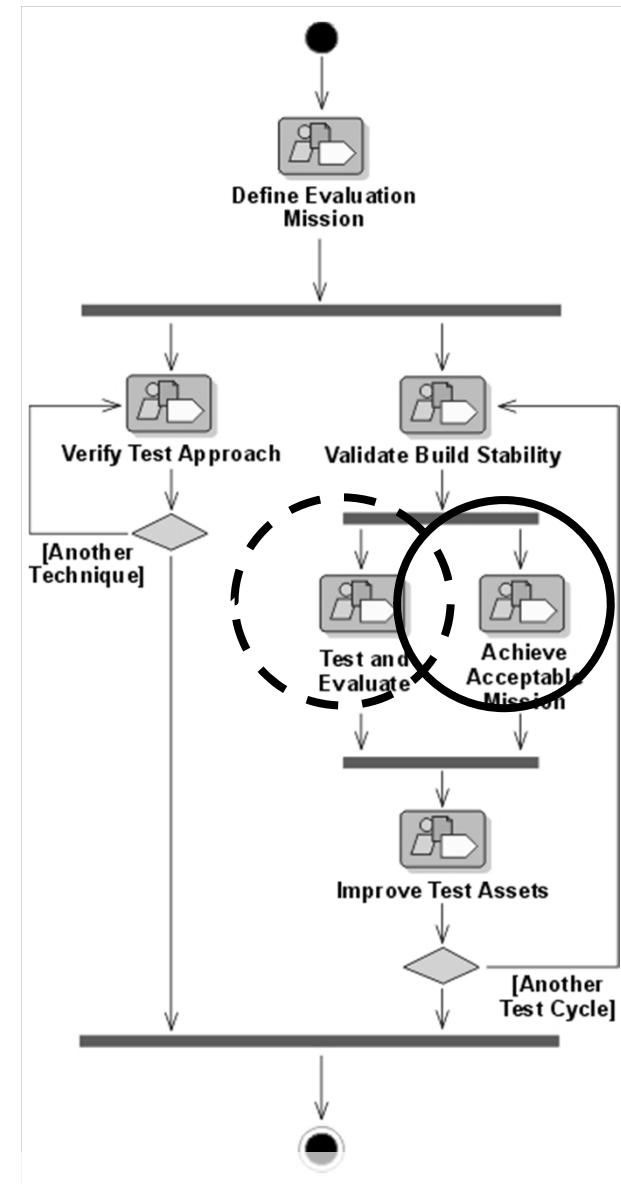 Define Evaluation
Mission
Verify Test Approach
Validate Build Stability
[Another
Technique]
Test and
Evaluate
Achieve
Acceptable
Mission
Improve Test Assets
[Another
Test Cycle]